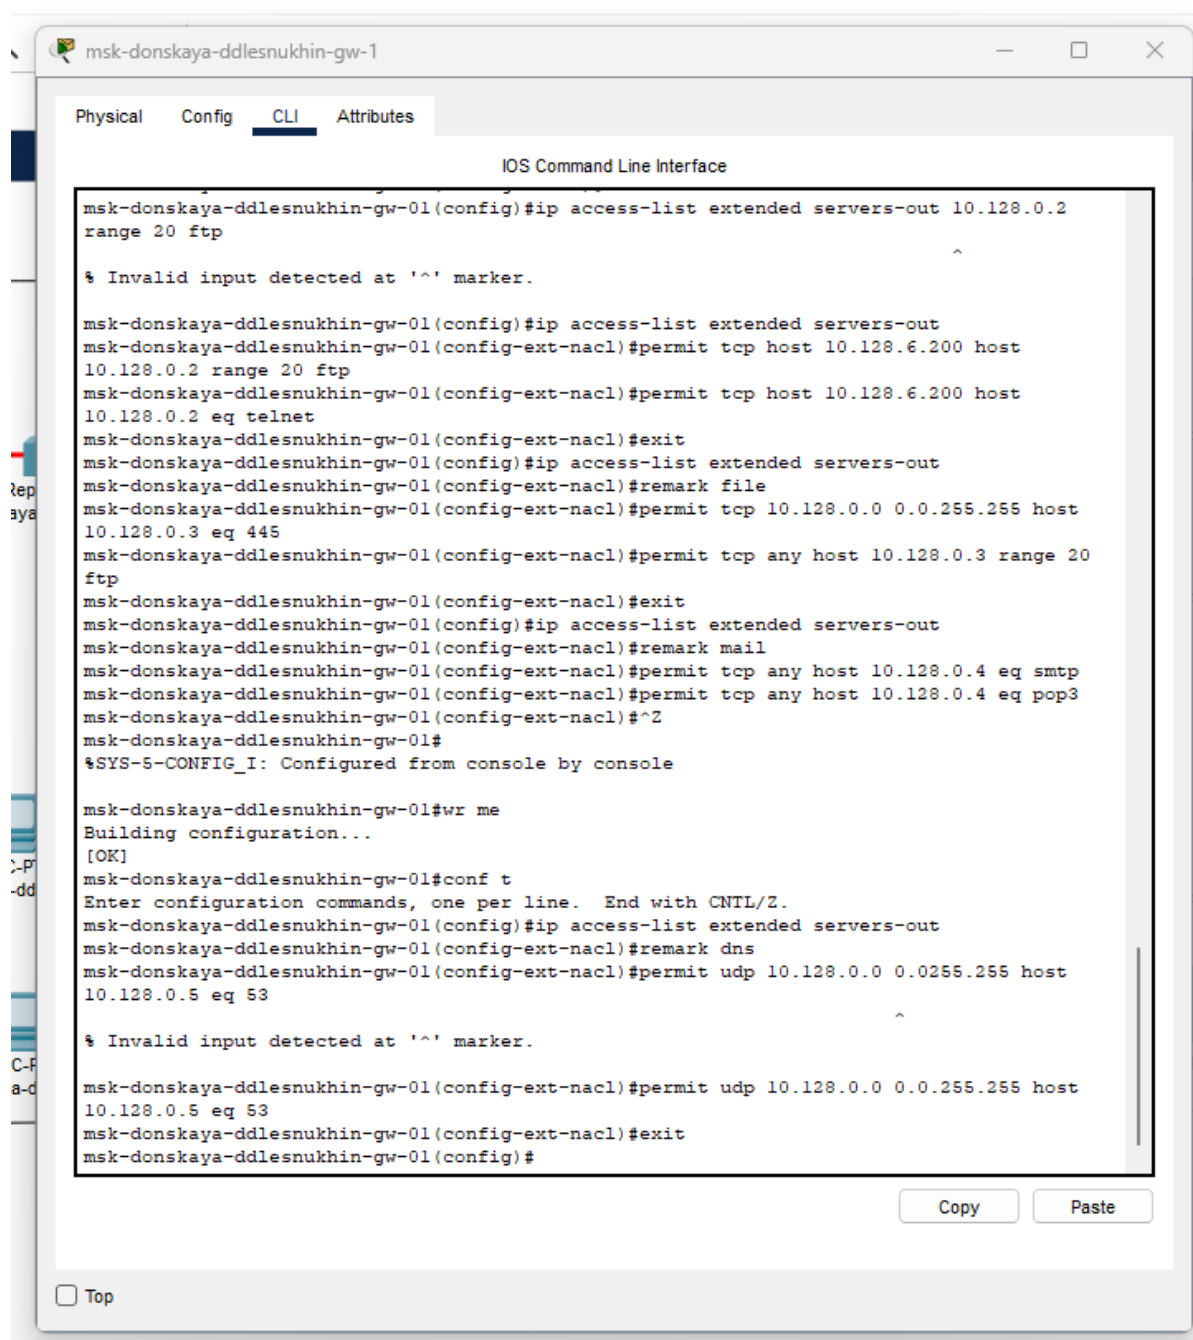 msk-donskaya-ddlesnukhin-gw-1
Physical Config CLI Attributes
IOS Command Line Interface
msk-donskaya-ddlesnukhin-gw-01(config)#ip access-list extended servers-out 10.128.0.2
range 20 ftp
^
% Invalid input detected at '^' marker.
msk-donskaya-ddlesnukhin-gw-01(config)#ip access-list extended servers-out
msk-donskaya-ddlesnukhin-gw-01(config-ext-nacl)#permit tcp host 10.128.6.200 host
10.128.0.2 range 20 ftp
msk-donskaya-ddlesnukhin-gw-01(config-ext-nacl)#permit tcp host 10.128.6.200 host
10.128.0.2 eq telnet
msk-donskaya-ddlesnukhin-gw-01(config-ext-nacl)#exit
msk-donskaya-ddlesnukhin-gw-01(config)#ip access-list extended servers-out
msk-donskaya-ddlesnukhin-gw-01(config-ext-nacl)#remark file
msk-donskaya-ddlesnukhin-gw-01(config-ext-nacl)#permit tcp 10.128.0.0 0.0.255.255 host
10.128.0.3 eq 445
msk-donskaya-ddlesnukhin-gw-01(config-ext-nacl)#permit tcp any host 10.128.0.3 range 20
ftp
msk-donskaya-ddlesnukhin-gw-01(config-ext-nacl)#exit
msk-donskaya-ddlesnukhin-gw-01(config)#ip access-list extended servers-out
msk-donskaya-ddlesnukhin-gw-01(config-ext-nacl)#remark mail
msk-donskaya-ddlesnukhin-gw-01(config-ext-nacl)#permit tcp any host 10.128.0.4 eq smtp
msk-donskaya-ddlesnukhin-gw-01(config-ext-nacl)#permit tcp any host 10.128.0.4 eq pop3
msk-donskaya-ddlesnukhin-gw-01(config-ext-nacl)#^Z
msk-donskaya-ddlesnukhin-gw-01#
%SYS-5-CONFIG_I: Configured from console by console
msk-donskaya-ddlesnukhin-gw-01#wr me
Building configuration...
[OK]
msk-donskaya-ddlesnukhin-gw-01#conf t
Enter configuration commands, one per line. End with CNTL/Z.
msk-donskaya-ddlesnukhin-gw-01(config)#ip access-list extended servers-out
msk-donskaya-ddlesnukhin-gw-01(config-ext-nacl)#remark dns
msk-donskaya-ddlesnukhin-gw-01(config-ext-nacl)#permit udp 10.128.0.0 0.0255.255 host
10.128.0.5 eq 53
^
% Invalid input detected at '^' marker.
msk-donskaya-ddlesnukhin-gw-01(config-ext-nacl)#permit udp 10.128.0.0 0.0.255.255 host
10.128.0.5 eq 53
msk-donskaya-ddlesnukhin-gw-01(config-ext-nacl)#exit
msk-donskaya-ddlesnukhin-gw-01(config)#
Copy Paste
Top